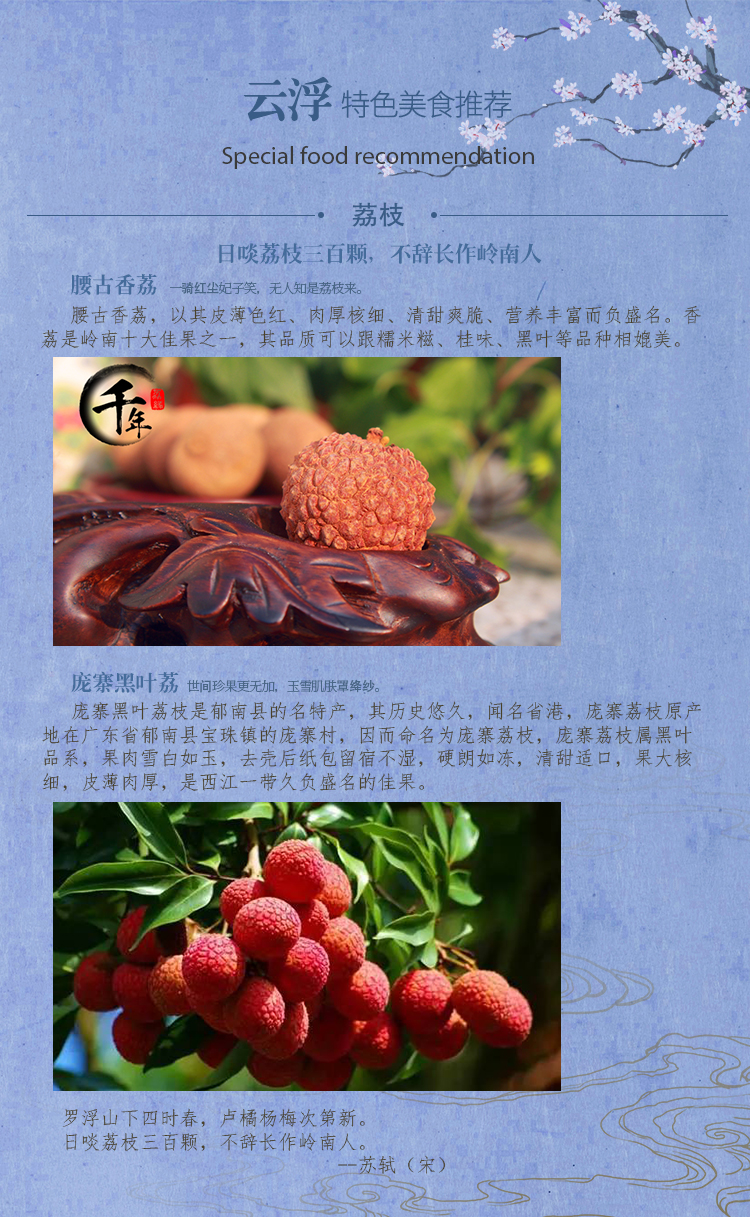 云浮 特色美食推荐
Special food recommendation
荔枝
日啖荔枝三百颗，不辞长作岭南人
腰古香荔 一骑红尘妃子笑，无人知是荔枝来。
腰古香荔，以其皮薄色红、肉厚核细、清甜爽脆、营养丰富而负盛名。香
荔是岭南十大佳果之一，其品质可以跟糯米糍、桂味、黑叶等品种相媲美。
千年
庞寨黑叶荔 世间珍果更无加，玉雪肌肤罩绛纱。
庞寨黑叶荔枝是郁南县的名特产，其历史悠久，闻名省港，庞寨荔枝原产
地在广东省郁南县宝珠镇的庞寨村，因而命名为庞寨荔枝，庞寨荔枝属黑叶
品系，果肉雪白如玉，去壳后纸包留宿不湿，硬朗如冻，清甜适口，果大核
细，皮薄肉厚，是西江一带久负盛名的佳果。
罗浮山下四时春，卢橘杨梅次第新。
日啖荔枝三百颗，不辞长作岭南人。
—苏轼（宋）